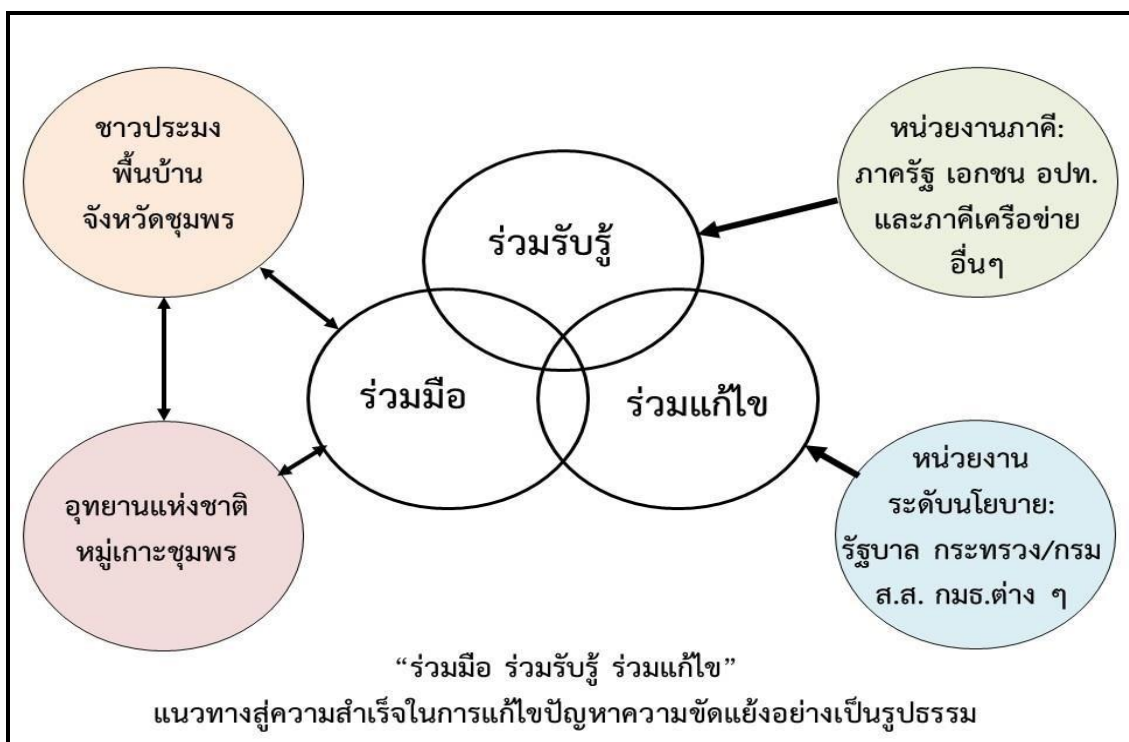 ชาวประมง
พื้นบ้าน
จังหวัดชุมพร
หน่วยงานภาคี:
ภาครัฐ เอกชน อปท.
และภาคีเครือข่าย
อื่นๆ
ร่วมรับรู้
ร่วมมือ
ร่วมแก้ไข
อุทยานแห่งชาติ
หมู่เกาะชุมพร
หน่วยงาน
ระดับนโยบาย:
รัฐบาล กระทรวง/กรม
ส.ส. กมธ.ต่าง ๆ
“ร่วมมือ ร่วมรับรู้ ร่วมแก้ไข”
แนวทางสู่ความสำเร็จในการแก้ไขปัญหาความขัดแย้งอย่างเป็นรูปธรรม